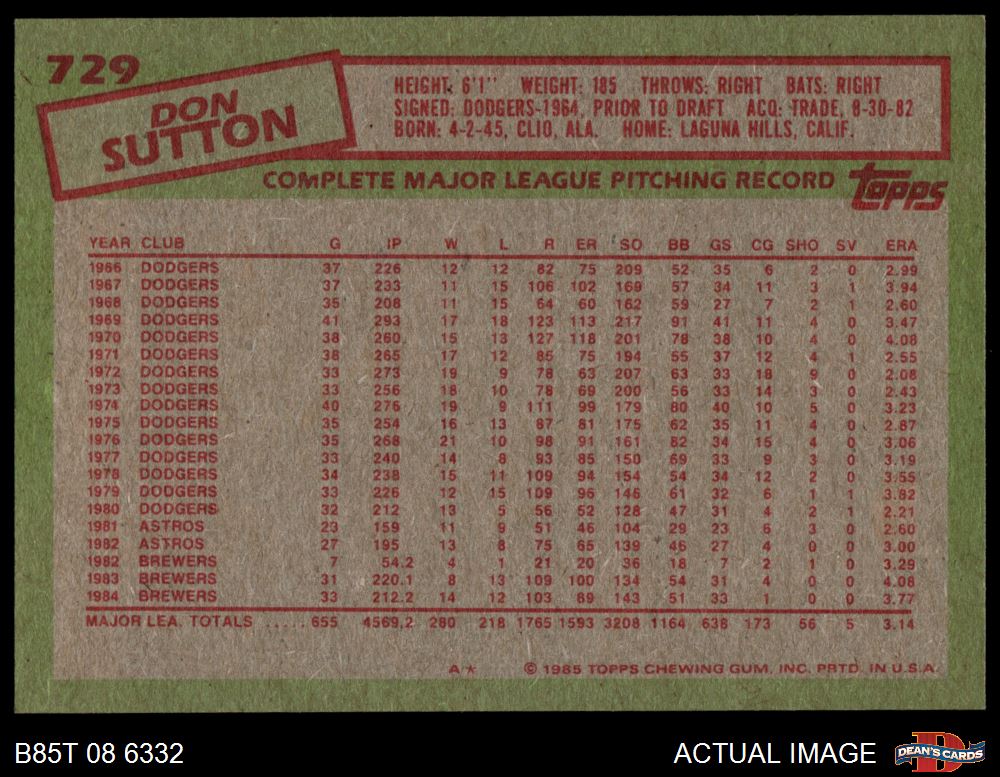 729
DON
SUTTON
HEIGHT: 6'1" WEIGHT: 185 THROWS: RIGHT BATS: RIGHT
SIGNED: DODGERS-1964, PRIOR TO DRAFT ACQ: TRADE, 8-30-82
BORN: 4-2-45, CLIO, ALA. HOME: LAGUNA HILLS, CALIF.
COMPLETE MAJOR LEAGUE PITCHING RECORD topps
YEAR CLUB G IP W L R ER SO BB GS CG SHO SV ERA
1966 DODGERS 37 226 12 12 82 75 209 52 35 6 2 0 2.99
1967 DODGERS 37 233 11 15 106 102 169 57 34 11 3 1 3.94
1968 DODGERS 35 208 11 15 64 60 162 59 27 7 2 1 2.60
1969 DODGERS 41 293 17 18 123 113 217 91 41 11 4 0 3.47
1970 DODGERS 38 260 15 13 127 118 201 78 38 10 4 0 4.08
1971 DODGERS 38 265 17 12 85 75 194 55 37 12 4 1 2.55
1972 DODGERS 33 273 19 9 78 63 207 63 33 18 9 0 2.08
1973 DODGERS 33 256 18 10 78 69 200 56 33 14 3 0 2.43
1974 DODGERS 40 276 19 9 111 99 179 80 40 10 5 0 3.23
1975 DODGERS 35 254 16 13 87 81 175 62 35 11 4 0 2.87
1976 DODGERS 35 268 21 10 98 91 161 82 34 15 4 0 3.06
1977 DODGERS 33 240 14 8 93 85 150 69 33 9 3 0 3.19
1978 DODGERS 34 238 15 11 109 94 154 54 34 12 2 0 3.55
1979 DODGERS 33 226 12 15 109 96 146 61 32 6 1 1 3.82
1980 DODGERS 32 212 13 5 56 52 128 47 31 4 2 1 2.21
1981 ASTROS 23 159 11 9 51 46 104 29 23 6 3 0 2.60
1982 ASTROS 27 195 13 8 75 65 139 46 27 4 0 0 3.00
1982 BREWERS 7 54.2 4 1 21 20 36 18 7 2 1 0 3.29
1983 BREWERS 31 220.1 8 13 109 100 134 54 31 4 0 0 4.08
1984 BREWERS 33 212.2 14 12 103 89 143 51 33 1 0 0 3.77
MAJOR LEA. TOTALS ..... 655 4569.2 280 218 1765 1593 3208 1164 638 173 56 5 3.14
A* © 1985 TOPPS CHEWING GUM, INC. PRTD. IN U.S.A.
B85T 08 6332 ACTUAL IMAGE D DEAN'S CARDS